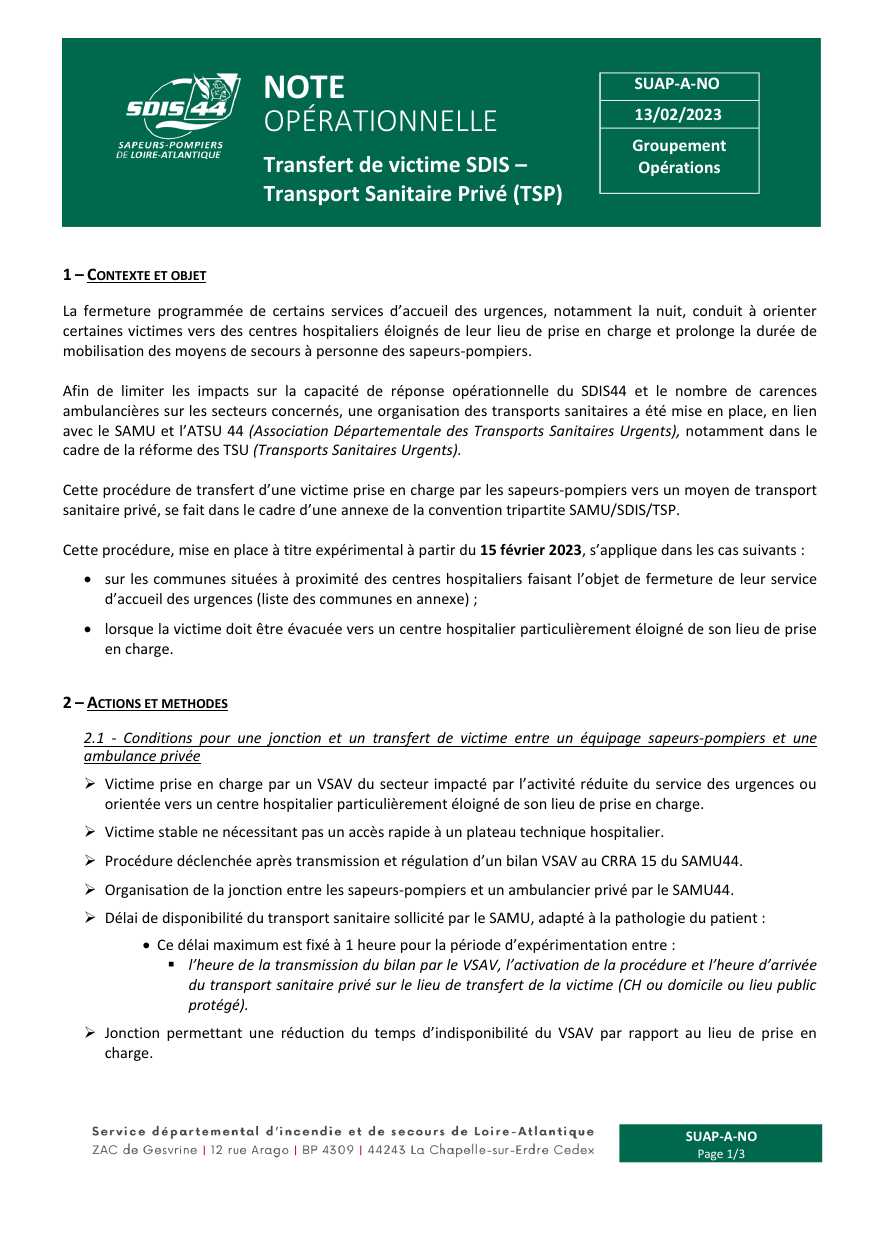 SDIS 44
SAPEURS-POMPIERS
DE LOIRE-ATLANTIQUE
NOTE
OPÉRATIONNELLE
Transfert de victime SDIS –
Transport Sanitaire Privé (TSP)
SUAP-A-NO
13/02/2023
Groupement
Opérations
1 – CONTEXTE ET OBJET
La fermeture programmée de certains services d’accueil des urgences, notamment la nuit, conduit à orienter
certaines victimes vers des centres hospitaliers éloignés de leur lieu de prise en charge et prolonge la durée de
mobilisation des moyens de secours à personne des sapeurs-pompiers.
Afin de limiter les impacts sur la capacité de réponse opérationnelle du SDIS44 et le nombre de carences
ambulancières sur les secteurs concernés, une organisation des transports sanitaires a été mise en place, en lien
avec le SAMU et l’ATSU 44 (Association Départementale des Transports Sanitaires Urgents), notamment dans le
cadre de la réforme des TSU (Transports Sanitaires Urgents).
Cette procédure de transfert d’une victime prise en charge par les sapeurs-pompiers vers un moyen de transport
sanitaire privé, se fait dans le cadre d’une annexe de la convention tripartite SAMU/SDIS/TSP.
Cette procédure, mise en place à titre expérimental à partir du 15 février 2023, s’applique dans les cas suivants :
• sur les communes situées à proximité des centres hospitaliers faisant l’objet de fermeture de leur service
d’accueil des urgences (liste des communes en annexe) ;
• lorsque la victime doit être évacuée vers un centre hospitalier particulièrement éloigné de son lieu de prise
en charge.
2 – ACTIONS ET METHODES
2.1 - Conditions pour une jonction et un transfert de victime entre un équipage sapeurs-pompiers et une
ambulance privée
➢ Victime prise en charge par un VSAV du secteur impacté par l’activité réduite du service des urgences ou
orientée vers un centre hospitalier particulièrement éloigné de son lieu de prise en charge.
➢ Victime stable ne nécessitant pas un accès rapide à un plateau technique hospitalier.
➢ Procédure déclenchée après transmission et régulation d’un bilan VSAV au CRRA 15 du SAMU44.
➢ Organisation de la jonction entre les sapeurs-pompiers et un ambulancier privé par le SAMU44.
➢ Délai de disponibilité du transport sanitaire sollicité par le SAMU, adapté à la pathologie du patient :
• Ce délai maximum est fixé à 1 heure pour la période d’expérimentation entre :
▪ l’heure de la transmission du bilan par le VSAV, l’activation de la procédure et l’heure d’arrivée
du transport sanitaire privé sur le lieu de transfert de la victime (CH ou domicile ou lieu public
protégé).
➢ Jonction permettant une réduction du temps d’indisponibilité du VSAV par rapport au lieu de prise en
charge.
Service départemental d’incendie et de secours de Loire-Atlantique
ZAC de Gesvrine | 12 rue Arago | BP 4309 | 44243 La Chapelle-sur-Erdre Cedex
SUAP-A-NO
Page 1/3